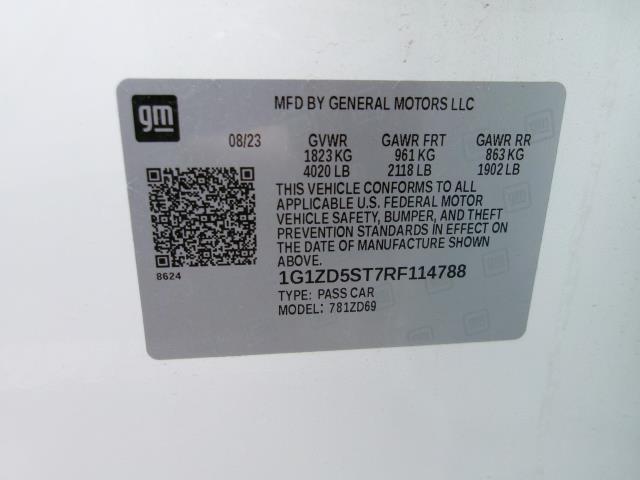 gm
MFD BY GENERAL MOTORS LLC
08/23 GVWR GAWR FRT GAWR RR
1823 KG 961 KG 863 KG
4020 LB 2118 LB 1902 LB
THIS VEHICLE CONFORMS TO ALL
APPLICABLE U.S. FEDERAL MOTOR
VEHICLE SAFETY, BUMPER, AND THEFT
PREVENTION STANDARDS IN EFFECT ON
THE DATE OF MANUFACTURE SHOWN
ABOVE.
8624
1G1ZD5ST7RF114788
TYPE: PASS CAR
MODEL: 781ZD69